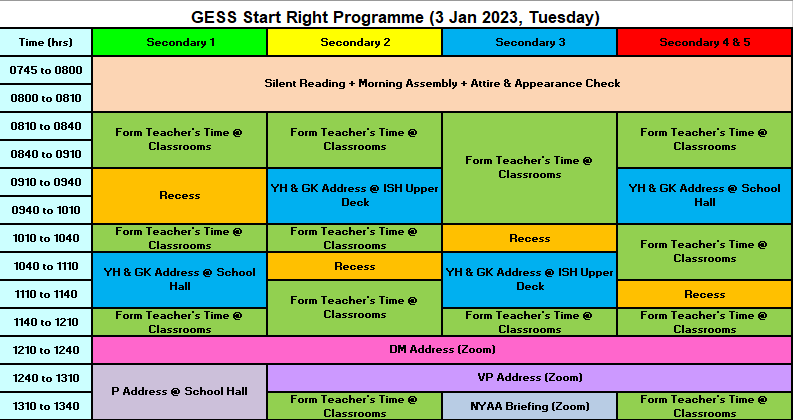 GESS Start Right Programme (3 Jan 2023, Tuesday)
Time (hrs) Secondary 1 Secondary 2 Secondary 3 Secondary 4 & 5
0745 to 0800
Silent Reading + Morning Assembly + Attire & Appearance Check
0800 to 0810
0810 to 0840
Form Teacher's Time @
Classrooms
Form Teacher's Time @
Classrooms
Form Teacher's Time @
Classrooms
Form Teacher's Time @
Classrooms
0840 to 0910
0910 to 0940
Recess
YH & GK Address @ ISH Upper
Deck
YH & GK Address @ School
Hall
0940 to 1010
1010 to 1040
Form Teacher's Time @
Classrooms
Form Teacher's Time @
Classrooms
Recess
Form Teacher's Time @
Classrooms
1040 to 1110
YH & GK Address @ School
Hall
Recess
YH & GK Address @ ISH Upper
Deck
1110 to 1140
Form Teacher's Time @
Classrooms
Recess
1140 to 1210
Form Teacher's Time @
Classrooms
Form Teacher's Time @
Classrooms
Form Teacher's Time @
Classrooms
1210 to 1240
DM Address (Zoom)
1240 to 1310
P Address @ School Hall
VP Address (Zoom)
1310 to 1340
Form Teacher's Time @
Classrooms
NYAA Briefing (Zoom)
Form Teacher's Time @
Classrooms